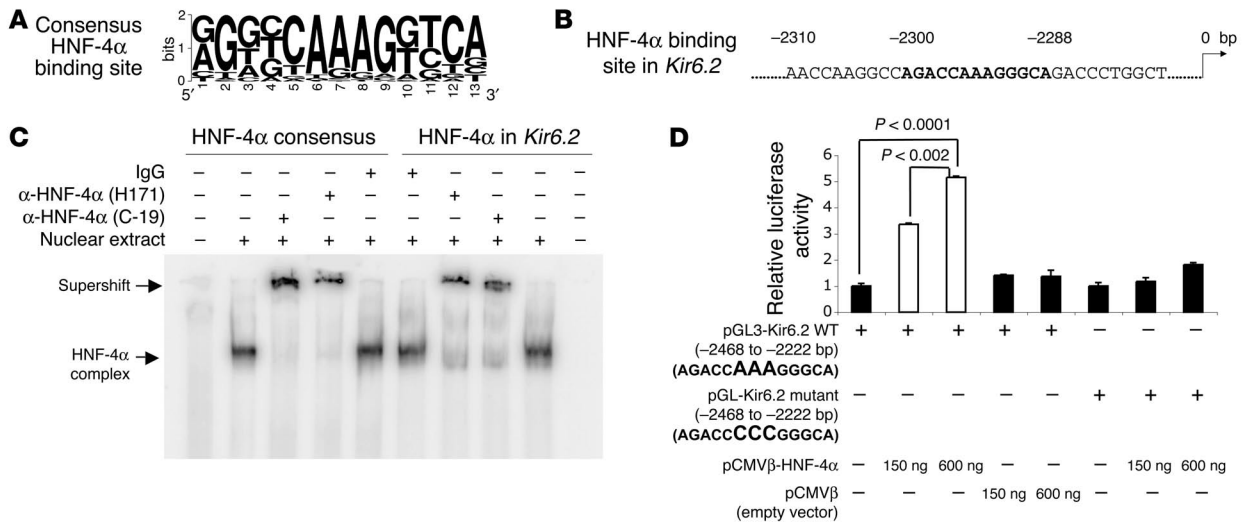 A
Consensus
HNF-4α
binding site
bits
2
1
0
5′ 1 2 3 4 5 6 7 8 9 10 11 12 13 3′
GGGCAAAGGTCA
B
HNF-4α binding
site in Kir6.2
–2310 –2300 –2288 0 bp
AACCAAGGCCAGACCAAAGGGCAGACCCTGGCT
C
HNF-4α consensus HNF-4α in Kir6.2
IgG – – – – + + – – – –
α-HNF-4α (H171) – – – + – – + – – –
α-HNF-4α (C-19) – – + – – – – + – –
Nuclear extract – + + + + + + + + –
Supershift
HNF-4α
complex
D
P < 0.0001
P < 0.002
Relative luciferase
activity
6
5
4
3
2
1
0
pGL3-Kir6.2 WT + + + + + – – –
(–2468 to –2222 bp)
(AGACCAAAGGGCA)
pGL-Kir6.2 mutant – – – – – + + +
(–2468 to –2222 bp)
(AGACCCCCGGGCA)
pCMVβ-HNF-4α – 150 ng 600 ng – – – 150 ng 600 ng
pCMVβ – – – 150 ng 600 ng – – –
(empty vector)